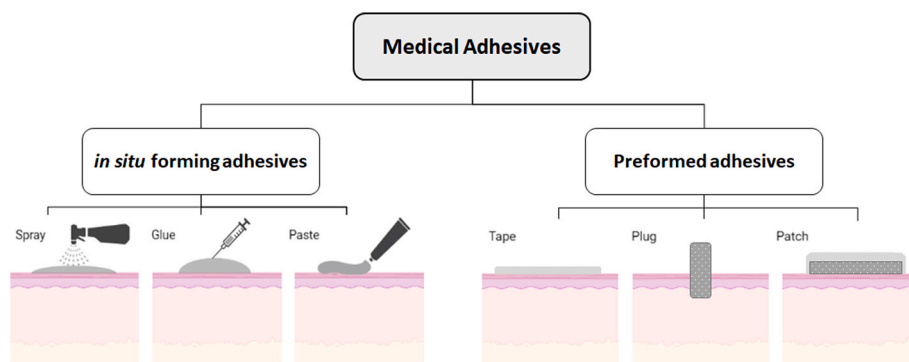 Medical Adhesives
in situ forming adhesives
Preformed adhesives
Spray
Glue
Paste
Tape
Plug
Patch